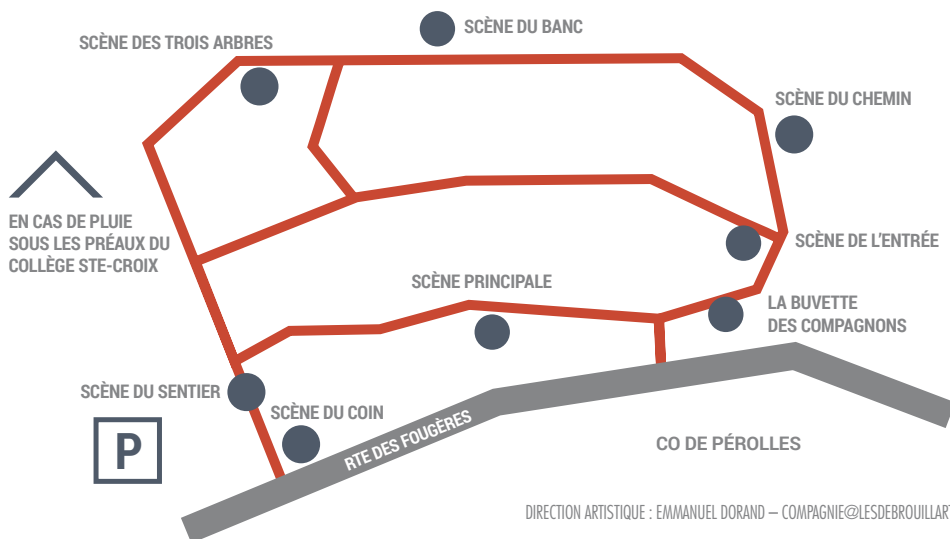 SCÈNE DU BANC
SCÈNE DES TROIS ARBRES
SCÈNE DU CHEMIN
EN CAS DE PLUIE
SOUS LES PRÉAUX DU
COLLÈGE STE-CROIX
SCÈNE DE L'ENTRÉE
SCÈNE PRINCIPALE
LA BUVETTE
DES COMPAGNONS
SCÈNE DU SENTIER
SCÈNE DU COIN
P
RTE DES FOUGÈRES
CO DE PÉROLLES
DIRECTION ARTISTIQUE : EMMANUEL DORAND – COMPAGNIE@LESDEBROUILLART